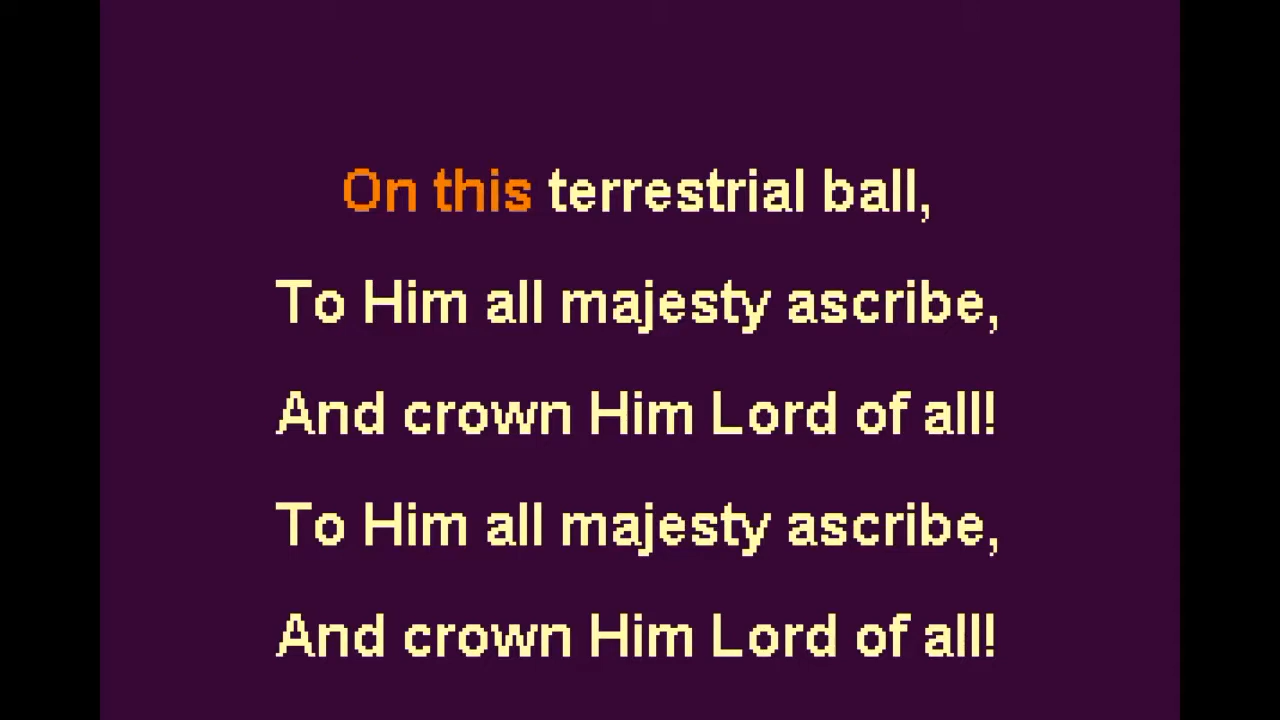 On this terrestrial ball,
To Him all majesty ascribe,
And crown Him Lord of all!
To Him all majesty ascribe,
And crown Him Lord of all!